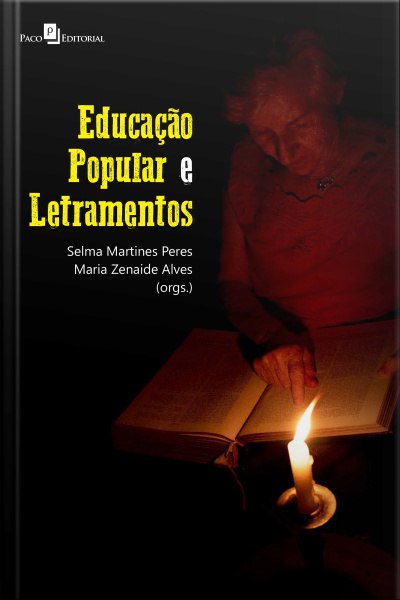 PACO P EDITORIAL
Educação
Popular e
Letramentos
Selma Martines Peres
Maria Zenaide Alves
(orgs.)